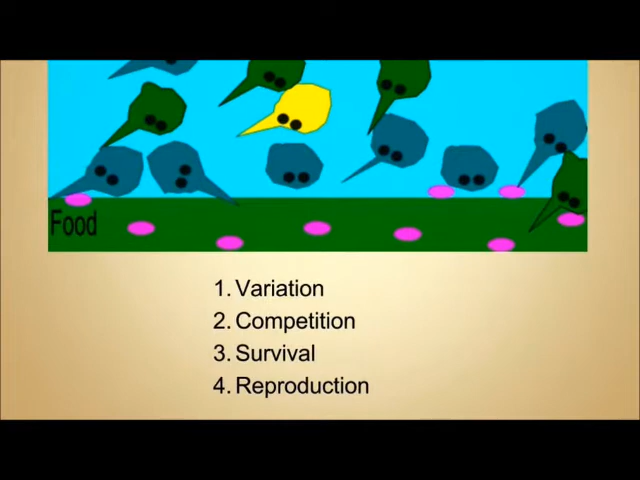 Food
1. Variation
2. Competition
3. Survival
4. Reproduction